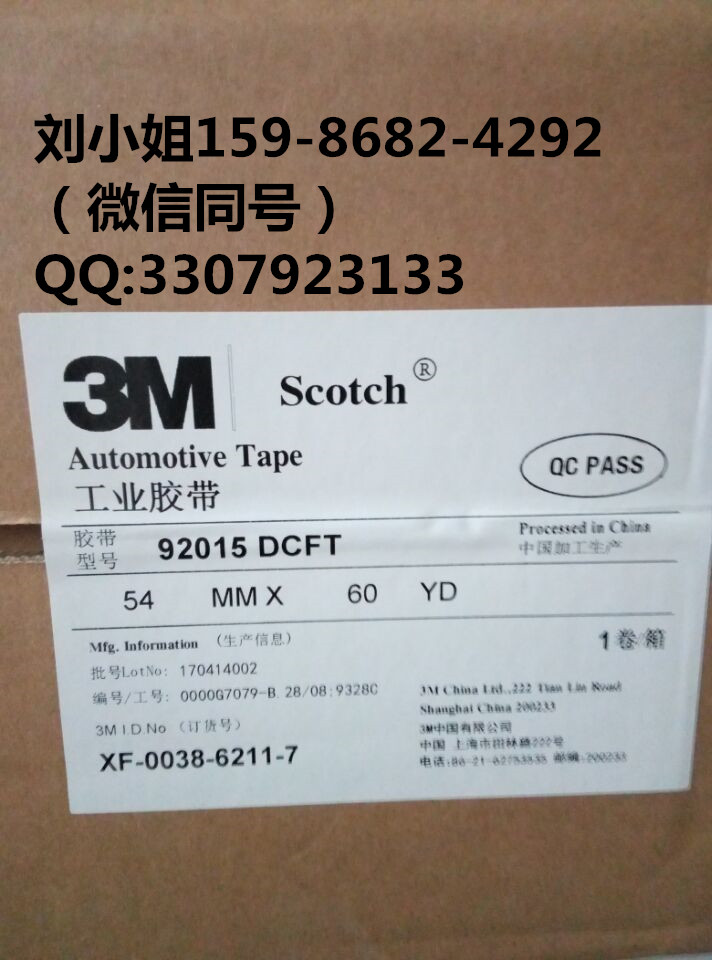 刘小姐159-8682-4292
（微信同号）
QQ:3307923133
3M
Scotch®
Automotive Tape
工业胶带
QC PASS
胶带型号
92015 DCFT
Processed in China
中国加工生产
54 MM X 60 YD
Mfg. Information （生产信息）
1卷/箱
批号LotNo: 170414002
编号/工号: 0000G7079-B 28/08:9328C
3M I.D.No （订货号）
XF-0038-6211-7
3M China Ltd.,222 Tian Lin Road
Shanghai China 200233
3M中国有限公司
中国 上海市田林路222号
邮编:200233